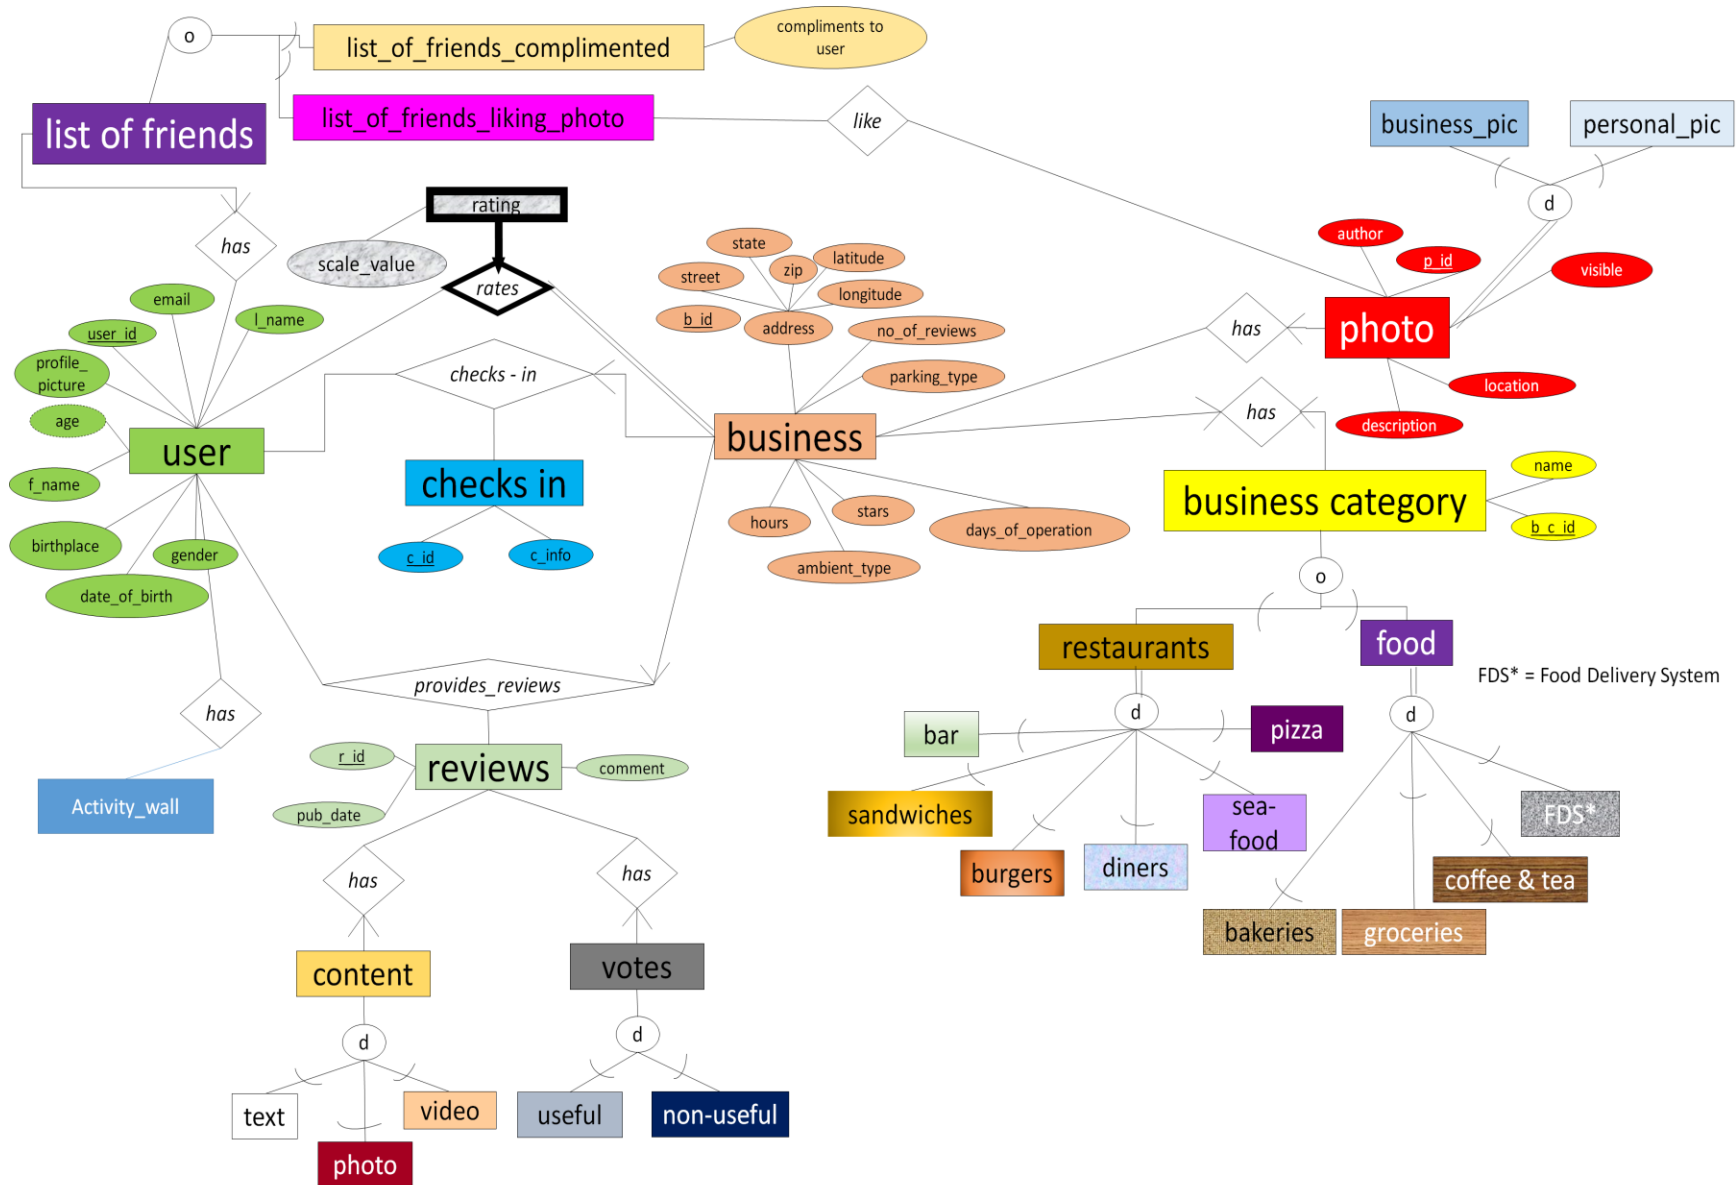 o
list_of_friends_complimented
compliments to
user
list of friends
list_of_friends_liking_photo
like
business_pic
personal_pic
d
has
rating
scale_value
rates
state
latitude
zip
street
longitude
b_id
address
no_of_reviews
parking_type
author
p_id
visible
has
photo
location
description
email
l_name
user_id
profile_
picture
age
user
f_name
birthplace
gender
date_of_birth
checks - in
checks in
c_id
c_info
business
hours
stars
days_of_operation
ambient_type
has
business category
name
b_c_id
o
restaurants
food
FDS* = Food Delivery System
d
d
bar
pizza
sandwiches
sea-
food
burgers
diners
FDS*
coffee & tea
bakeries
groceries
has
Activity_wall
provides_reviews
r_id
reviews
comment
pub_date
has
has
content
votes
d
d
text
video
photo
useful
non-useful